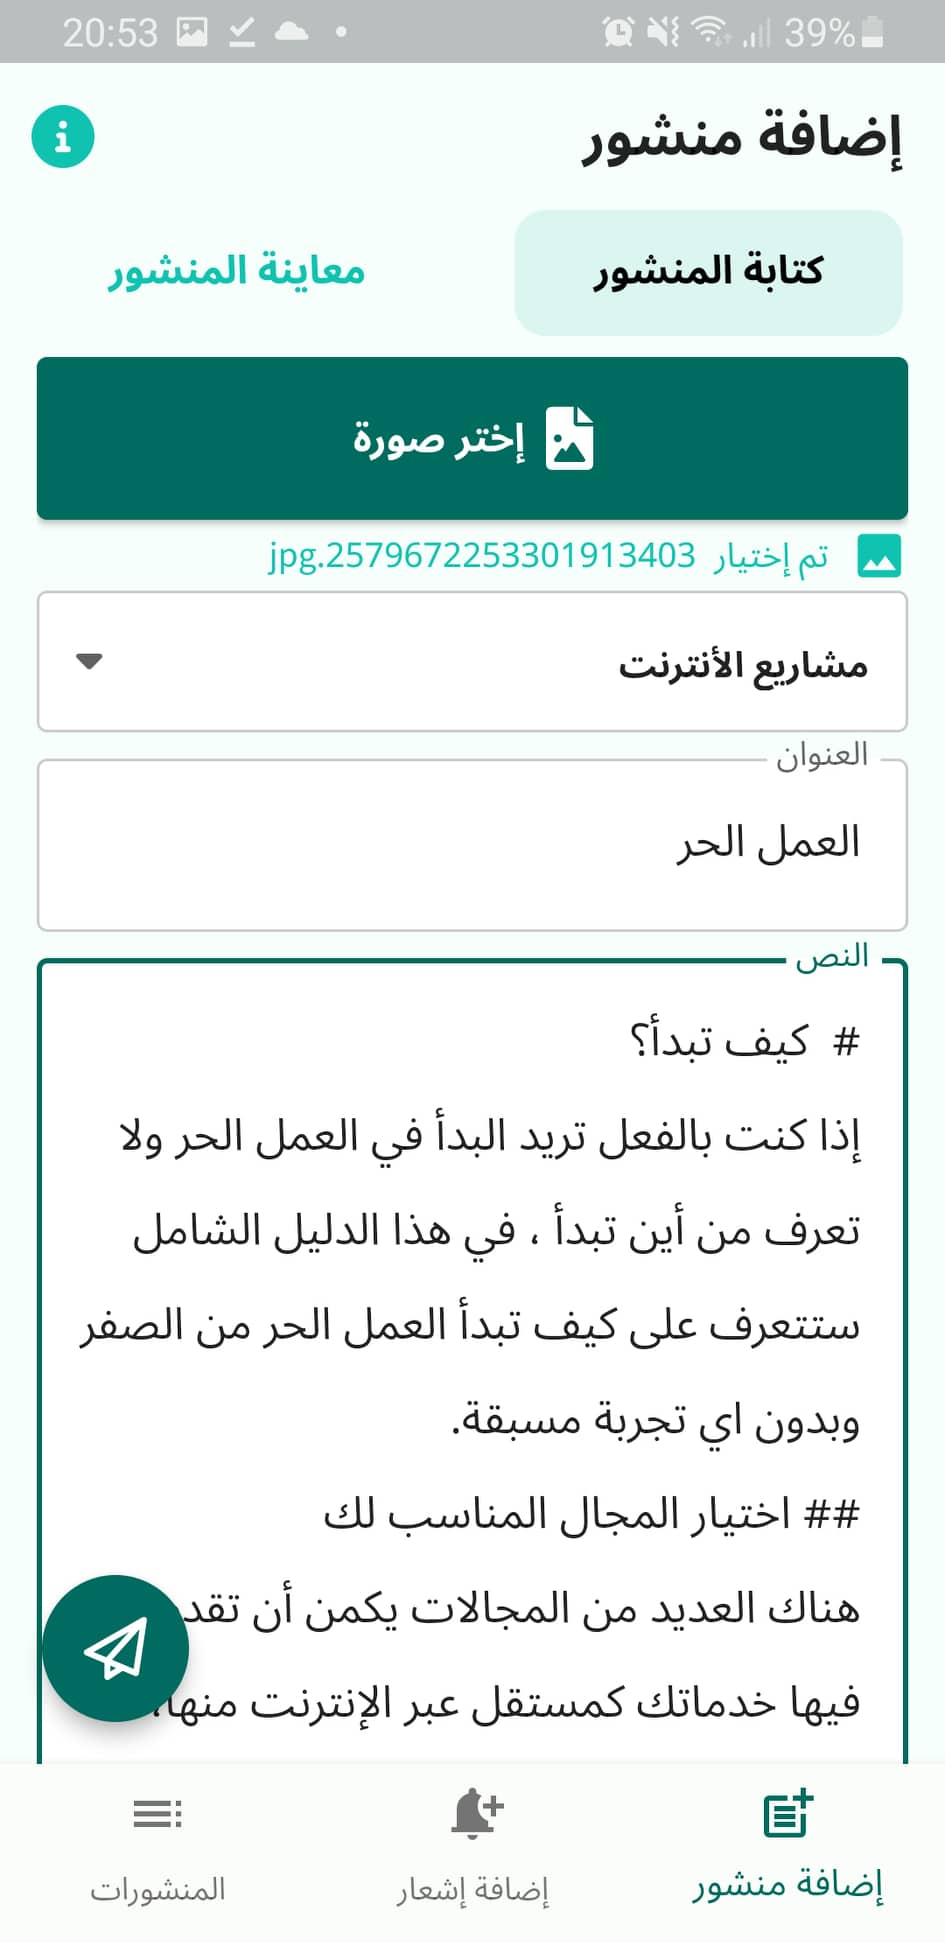 20:53
39%
إضافة منشور
كتابة المنشور
معاينة المنشور
إختر صورة
تم إختيار 2579672253301913403.jpg
مشاريع الأنترنت
العنوان
العمل الحر
النص
# كيف تبدأ؟
إذا كنت بالفعل تريد البدأ في العمل الحر ولا
تعرف من أين تبدأ ، في هذا الدليل الشامل
ستتعرف على كيف تبدأ العمل الحر من الصفر
وبدون اي تجربة مسبقة.
## اختيار المجال المناسب لك
هناك العديد من المجالات يكمن أن
فيها خدماتك كمستقل عبر الإنترنت منها
إضافة منشور
إضافة إشعار
المنشورات